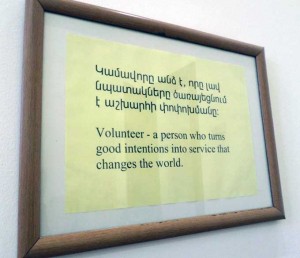 Կամավորը անձ է, որը լավ
նպատակները ծառայեցնում
է աշխարհի փոփոխմանը:
Volunteer - a person who turns
good intentions into service that
changes the world.